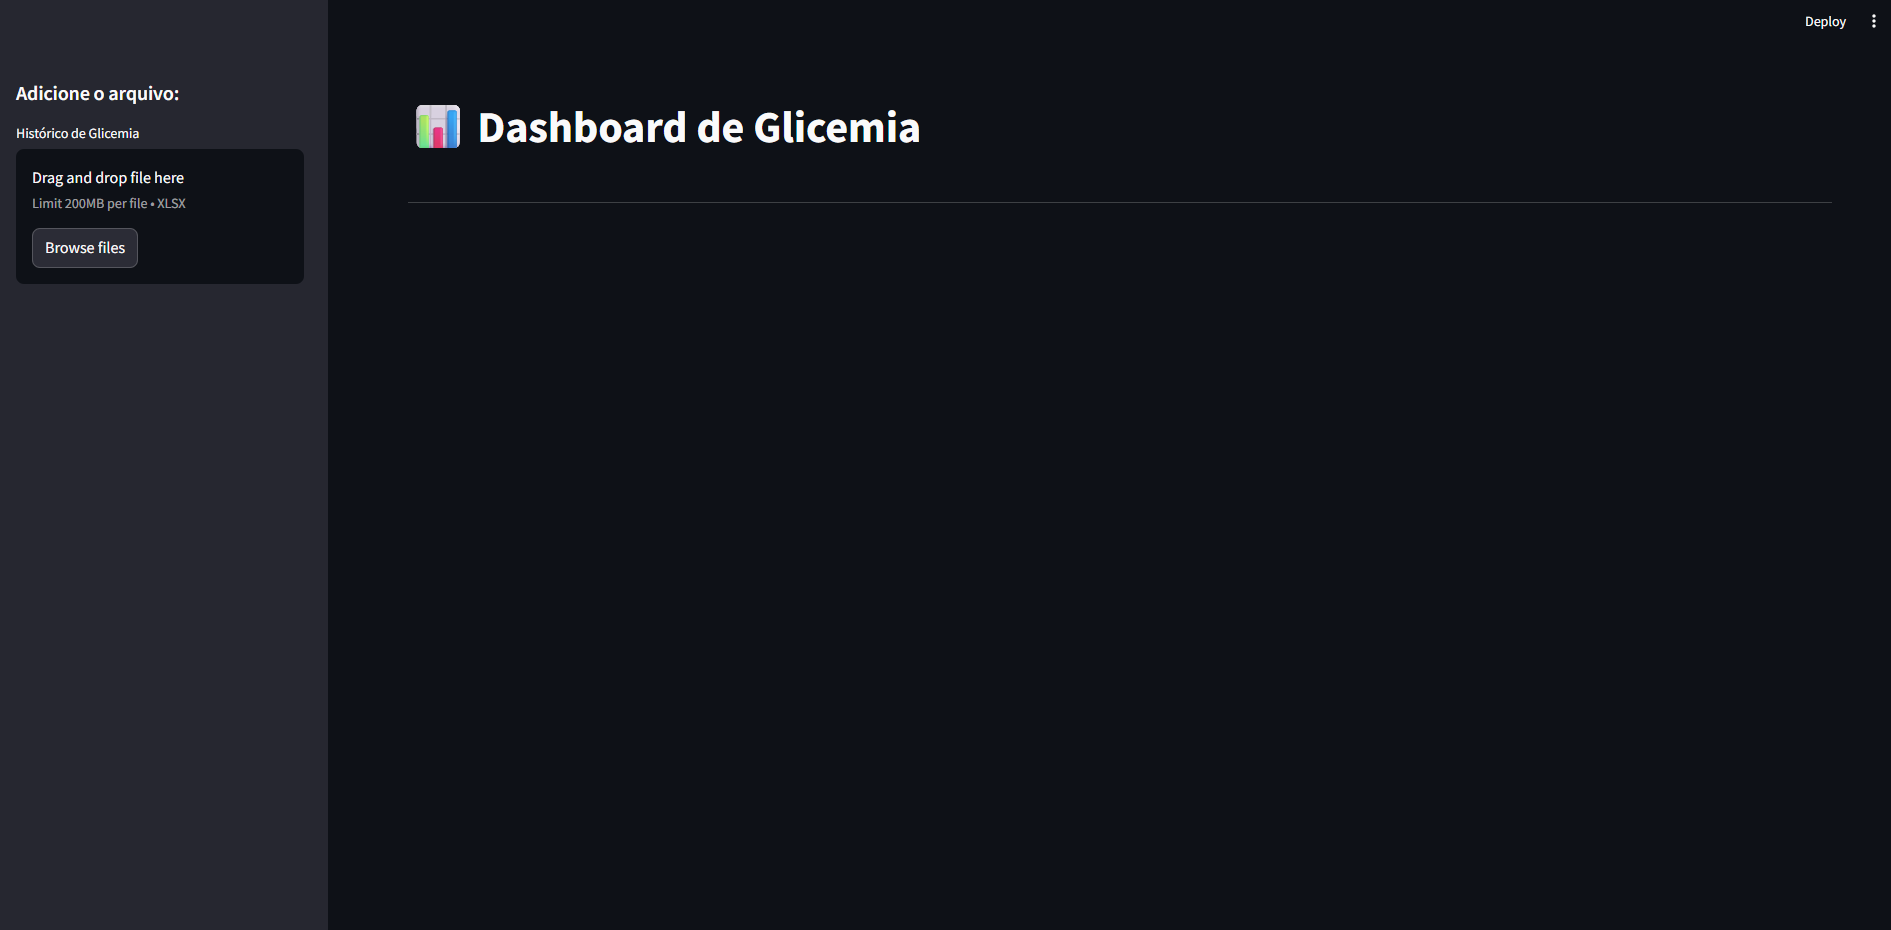 Deploy
Adicione o arquivo:
Histórico de Glicemia
Drag and drop file here
Limit 200MB per file • XLSX
Browse files
Dashboard de Glicemia